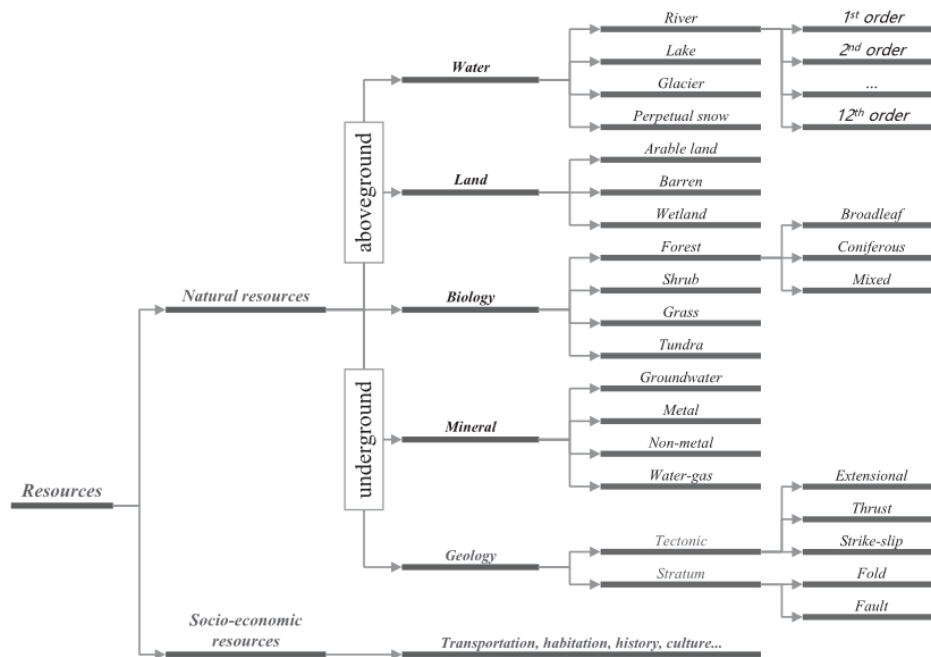 Resources
Natural resources
Socio-economic
resources
aboveground
underground
Water
Land
Biology
Mineral
Geology
Transportation, habitation, history, culture...
River
Lake
Glacier
Perpetual snow
Arable land
Barren
Wetland
Forest
Shrub
Grass
Tundra
Groundwater
Metal
Non-metal
Water-gas
Tectonic
Stratum
1st order
2nd order
...
12th order
Broadleaf
Coniferous
Mixed
Extensional
Thrust
Strike-slip
Fold
Fault